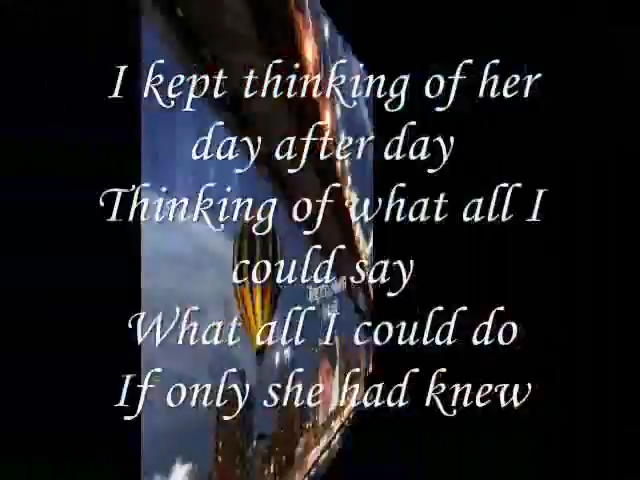 I kept thinking of her
day after day
Thinking of what all I
could say
What all I could do
If only she had knew